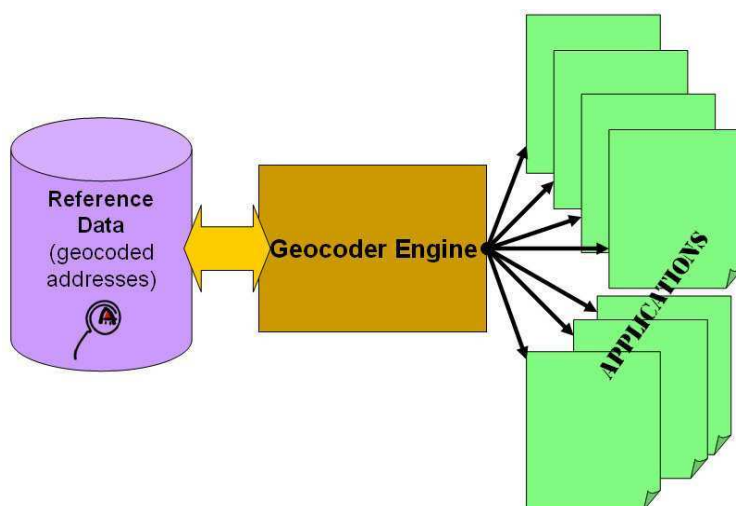 Reference
Data
(geocoded
addresses)
Geocoder Engine
APPLICATIONS